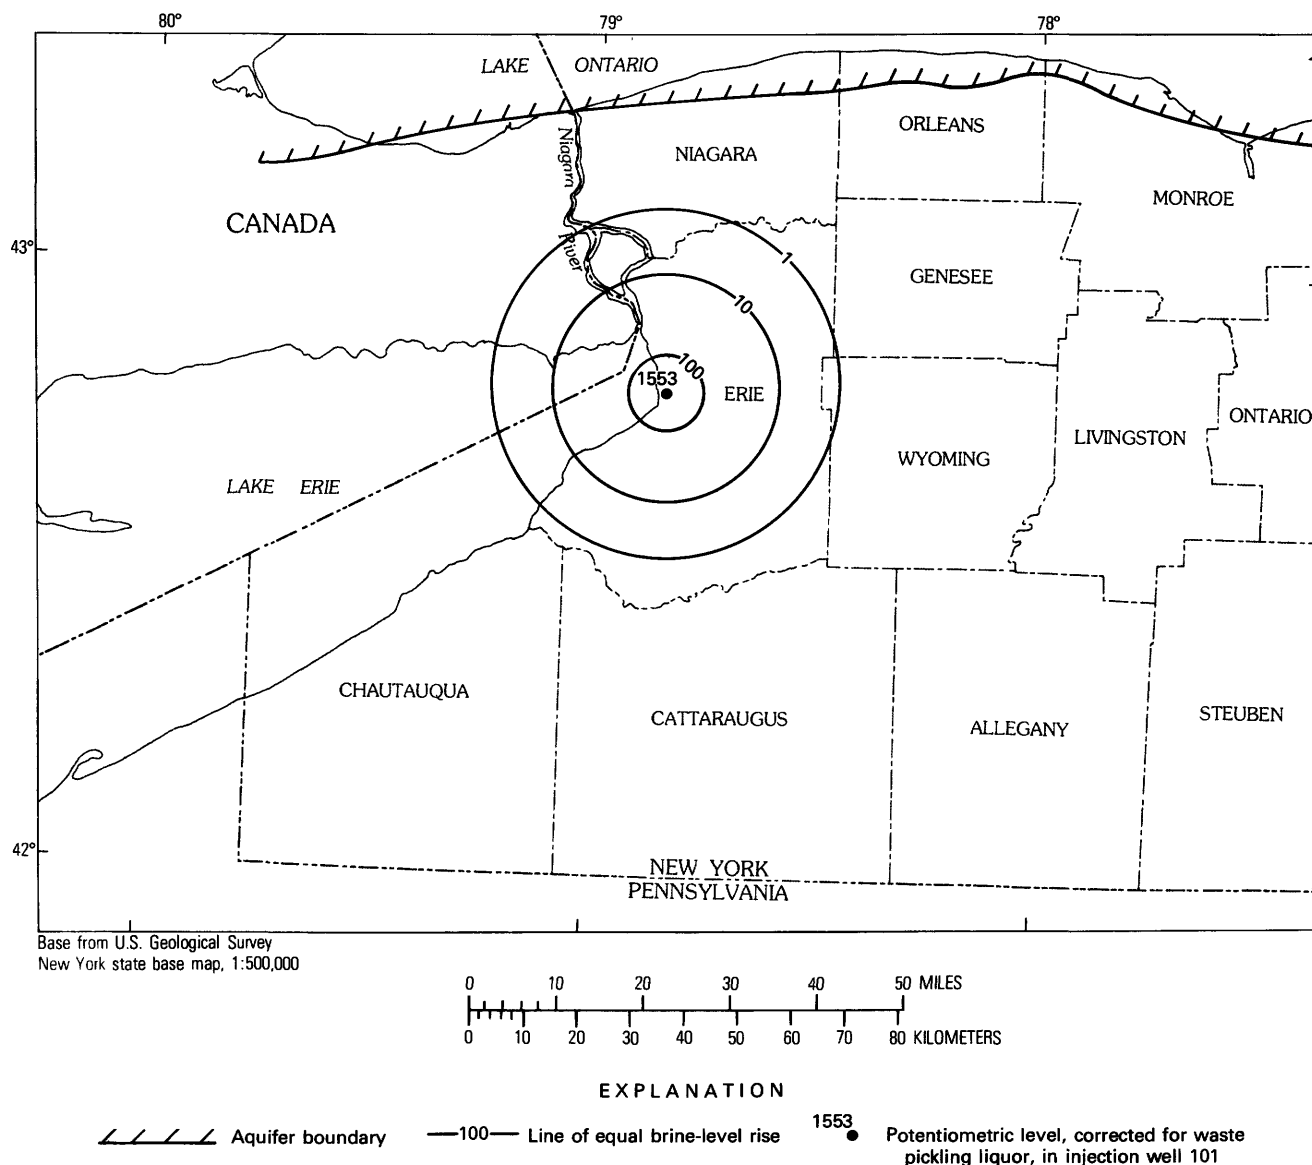 80°
79°
78°
LAKE ONTARIO
ORLEANS
Niagara
NIAGARA
MONROE
CANADA
River
43°
1
GENESEE
10
100
1553
ERIE
ONTARIO
LIVINGSTON
WYOMING
LAKE ERIE
CHAUTAUQUA
CATTARAUGUS
ALLEGANY
STEUBEN
42°
NEW YORK
PENNSYLVANIA
Base from U.S. Geological Survey
New York state base map, 1:500,000
0 10 20 30 40 50 MILES
0 10 20 30 40 50 60 70 80 KILOMETERS
EXPLANATION
Aquifer boundary
100 Line of equal brine-level rise
1553
Potentiometric level, corrected for waste
pickling liquor, in injection well 101